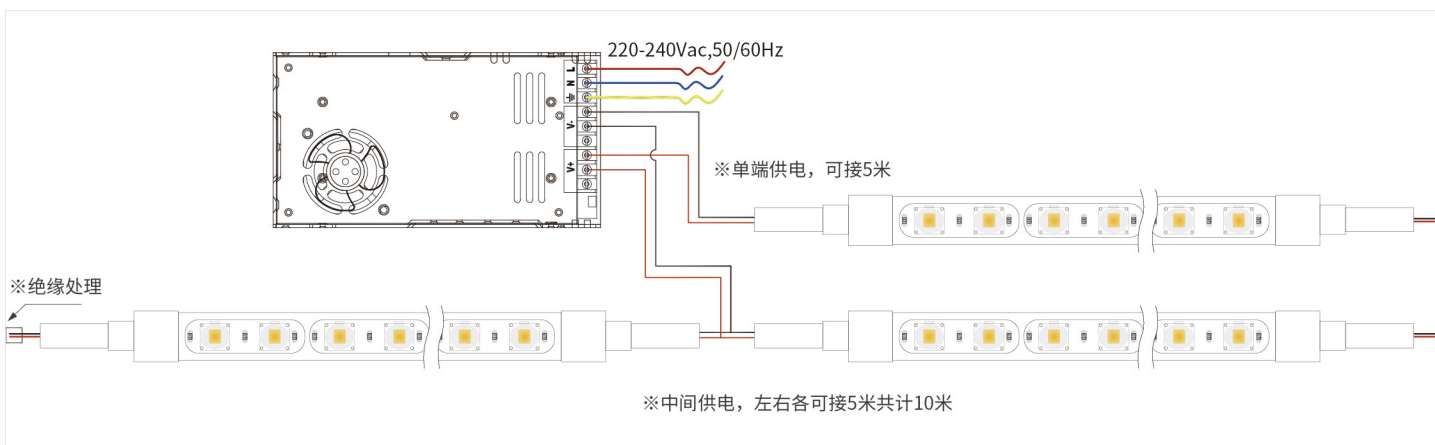 220-240Vac,50/60Hz
L
N
V-
V+
※单端供电，可接5米
※绝缘处理
※中间供电，左右各可接5米共计10米